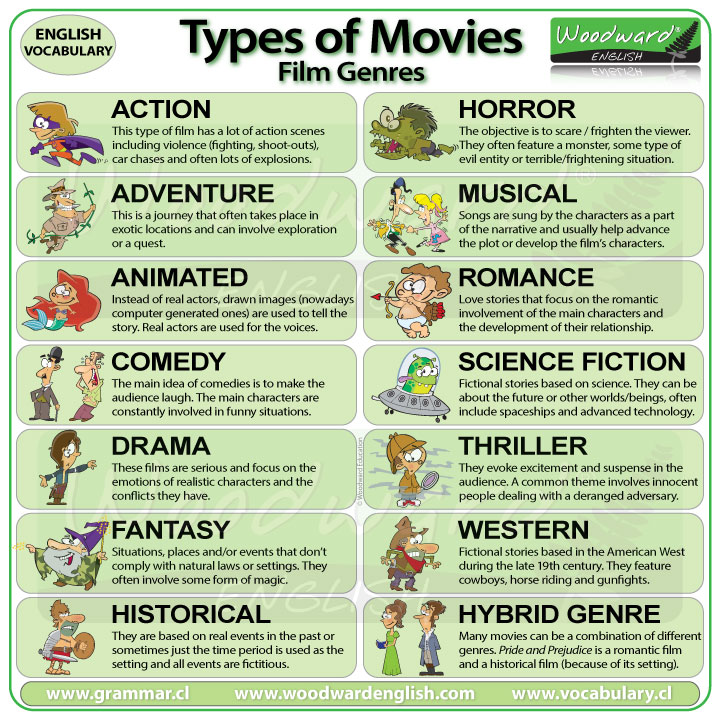 ENGLISH
VOCABULARY
Types of Movies
Film Genres
Woodward®
ENGLISH
ACTION
This type of film has a lot of action scenes
including violence (fighting, shoot-outs),
car chases and often lots of explosions.
ADVENTURE
This is a journey that often takes place in
exotic locations and can involve exploration
or a quest.
ANIMATED
Instead of real actors, drawn images (nowadays
computer generated ones) are used to tell the
story. Real actors are used for the voices.
COMEDY
The main idea of comedies is to make the
audience laugh. The main characters are
constantly involved in funny situations.
DRAMA
These films are serious and focus on the
emotions of realistic characters and the
conflicts they have.
FANTASY
Situations, places and/or events that don't
comply with natural laws or settings. They
often involve some form of magic.
HISTORICAL
They are based on real events in the past or
sometimes just the time period is used as the
setting and all events are fictitious.
HORROR
The objective is to scare / frighten the viewer.
They often feature a monster, some type of
evil entity or terrible/frightening situation.
MUSICAL
Songs are sung by the characters as a part
of the narrative and usually help advance
the plot or develop the film's characters.
ROMANCE
Love stories that focus on the romantic
involvement of the main characters and
the development of their relationship.
SCIENCE FICTION
Fictional stories based on science. They can be
about the future or other worlds/beings, often
include spaceships and advanced technology.
THRILLER
They evoke excitement and suspense in the
audience. A common theme involves innocent
people dealing with a deranged adversary.
WESTERN
Fictional stories based in the American West
during the late 19th century. They feature
cowboys, horse riding and gunfights.
HYBRID GENRE
Many movies can be a combination of different
genres. Pride and Prejudice is a romantic film
and a historical film (because of its setting).
© Woodward Education
Woodward®
ENGLISH
Woodward
ENGLISH
www.grammar.cl www.woodwardenglish.com www.vocabulary.cl